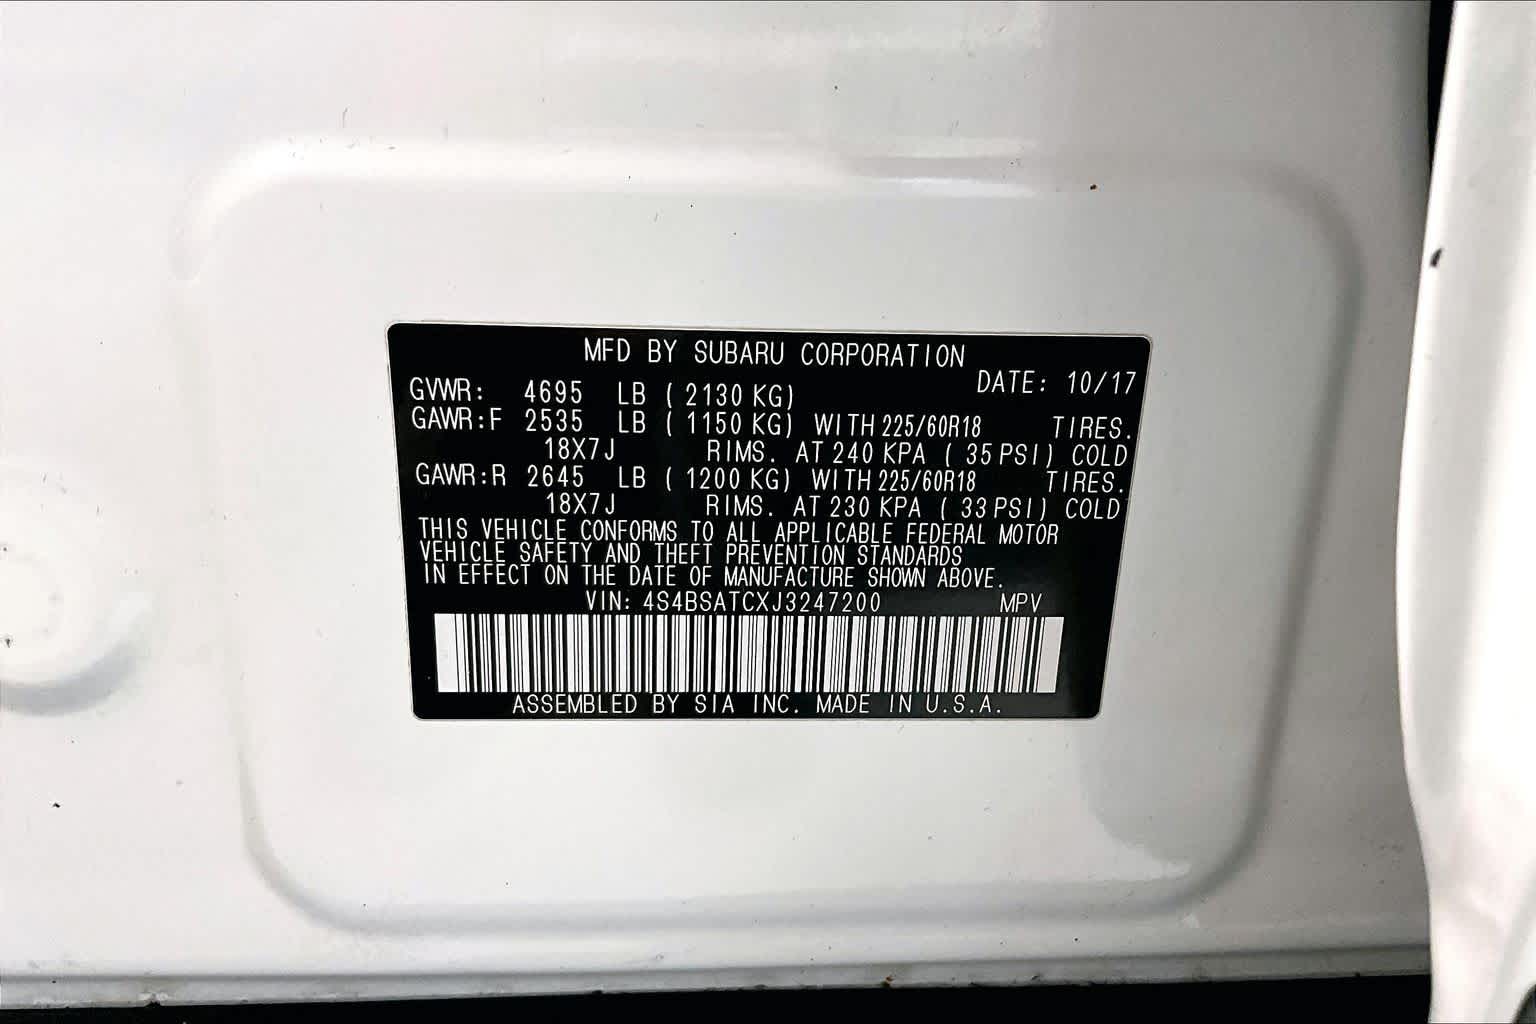 MFD BY SUBARU CORPORATION
DATE: 10/17
GVWR: 4695 LB ( 2130 KG)
GAWR:F 2535 LB ( 1150 KG) WITH 225/60R18 TIRES.
18X7J RIMS. AT 240 KPA ( 35 PSI) COLD
GAWR:R 2645 LB ( 1200 KG) WITH 225/60R18 TIRES.
18X7J RIMS. AT 230 KPA ( 33 PSI) COLD
THIS VEHICLE CONFORMS TO ALL APPLICABLE FEDERAL MOTOR
VEHICLE SAFETY AND THEFT PREVENTION STANDARDS
IN EFFECT ON THE DATE OF MANUFACTURE SHOWN ABOVE.
VIN: 4S4BSATCXJ3247200 MPV
ASSEMBLED BY SIA INC. MADE IN U.S.A.